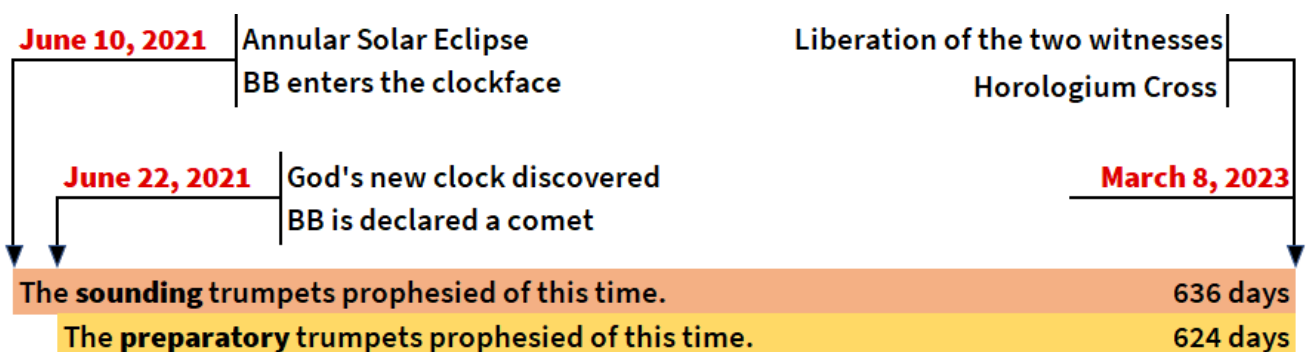 June 10, 2021
Annular Solar Eclipse
BB enters the clockface
Liberation of the two witnesses
Horologium Cross
June 22, 2021
God's new clock discovered
BB is declared a comet
March 8, 2023
The sounding trumpets prophesied of this time. 636 days
The preparatory trumpets prophesied of this time. 624 days